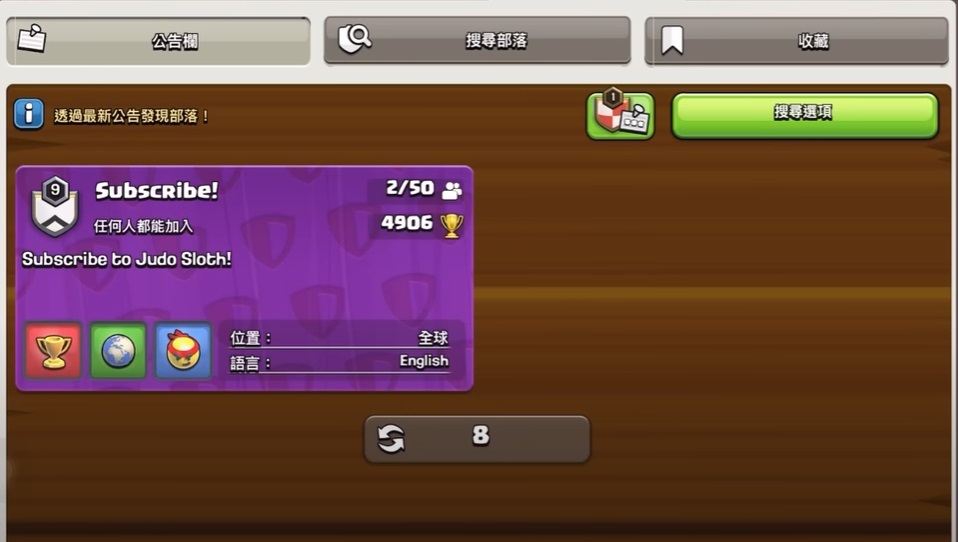 公告欄
搜尋部落
收藏
透過最新公告發現部落！
1
搜尋選項
9
Subscribe!
2/50
任何人都能加入
4906
Subscribe to Judo Sloth!
位置：
全球
語言：
English
8